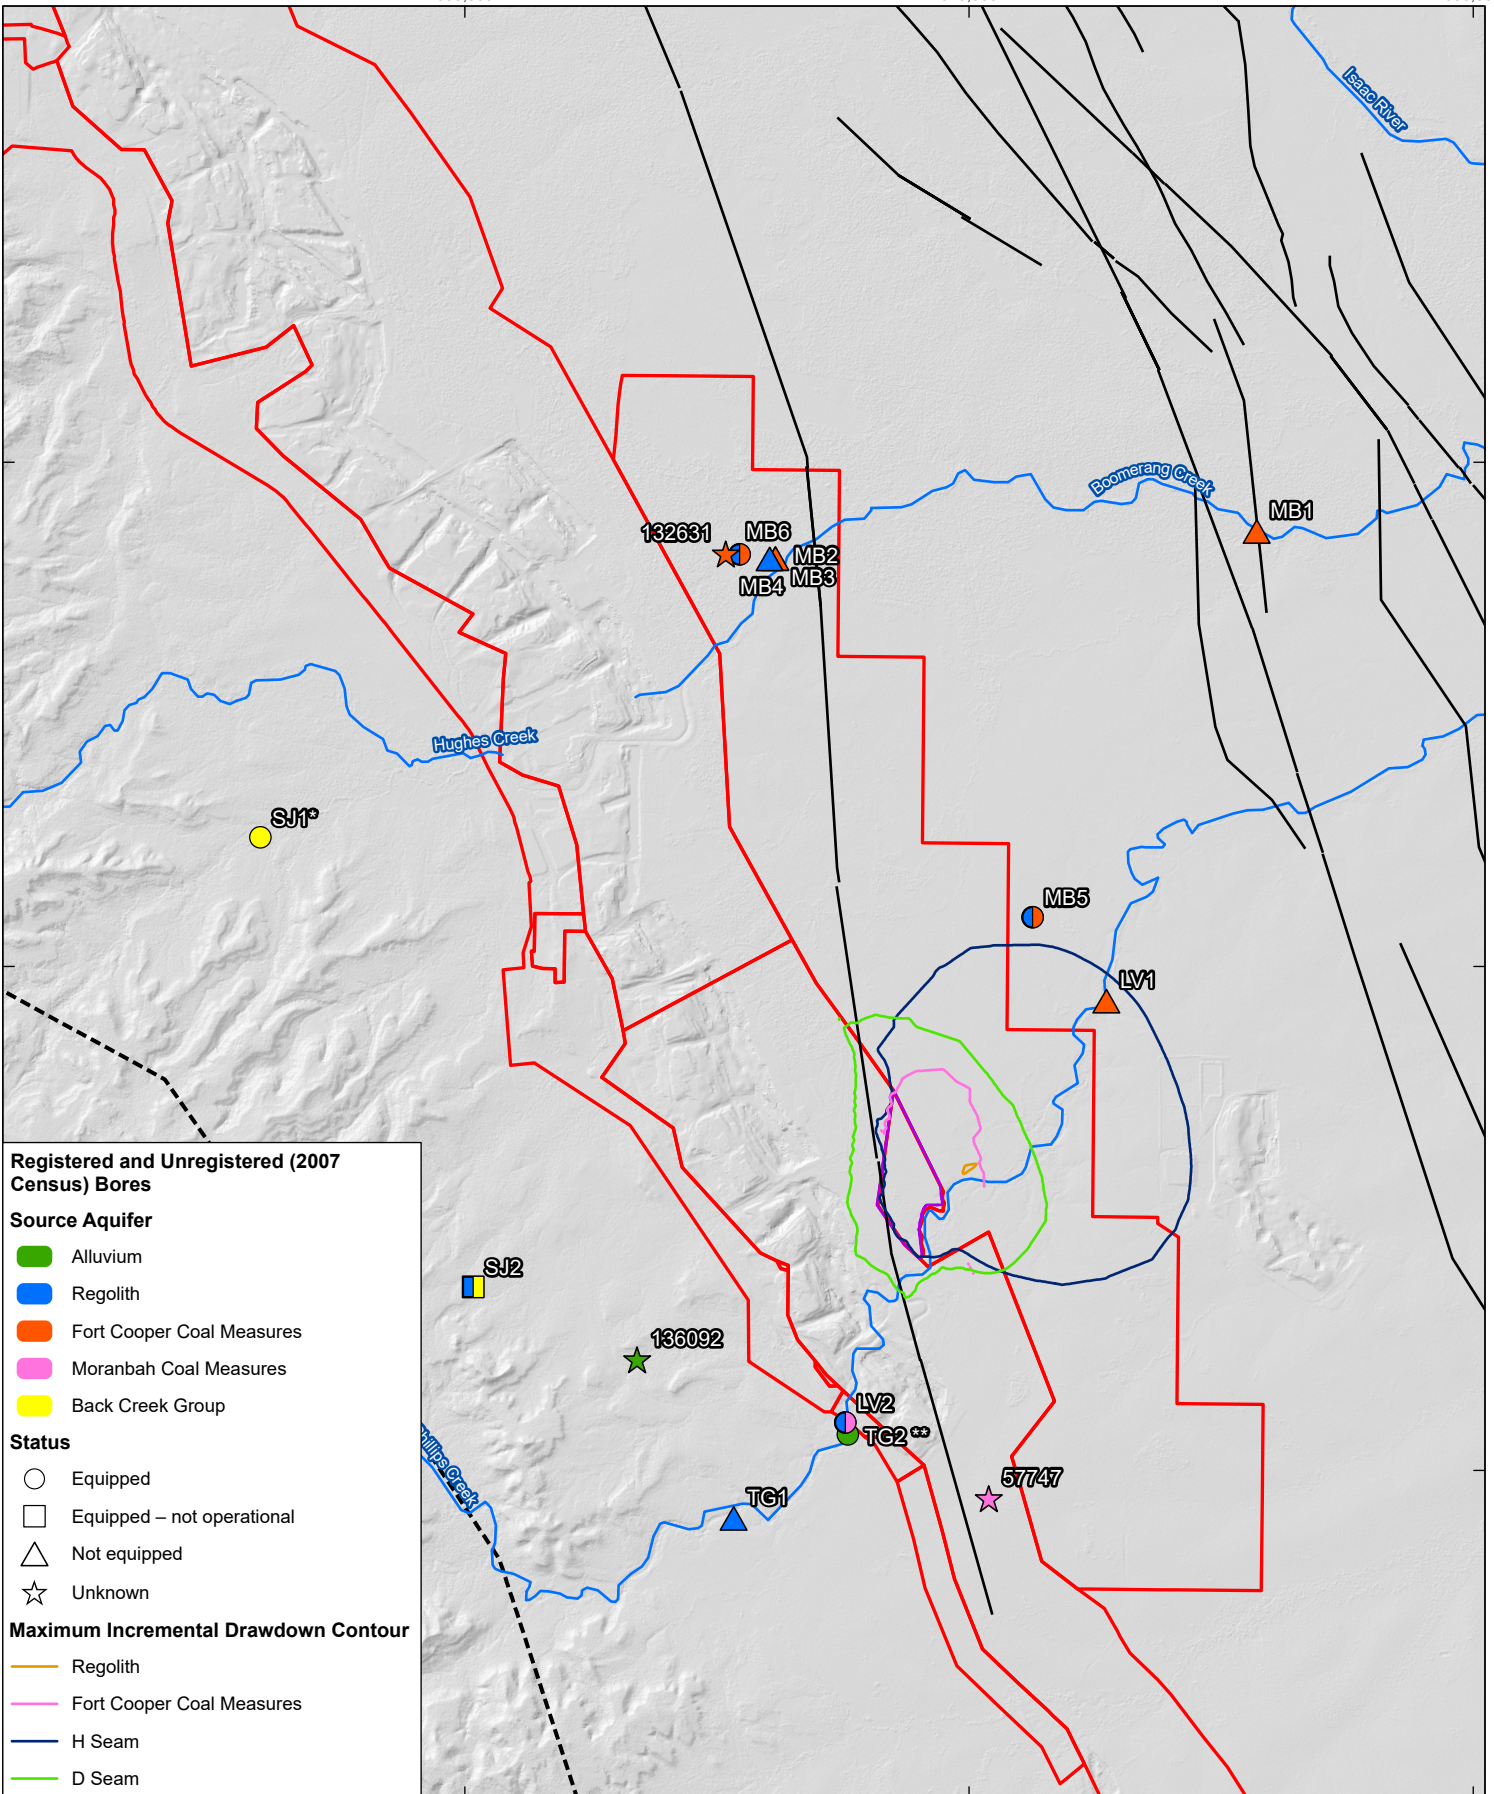 Isaac River
Boomerang Creek
MB1
132631
MB6
MB2
MB3
MB4
Hughes Creek
SJ1*
MB5
LV1
SJ2
136092
LV2
TG2 **
57747
TG1
hillips Creek
Registered and Unregistered (2007
Census) Bores
Source Aquifer
Alluvium
Regolith
Fort Cooper Coal Measures
Moranbah Coal Measures
Back Creek Group
Status
Equipped
Equipped – not operational
Not equipped
Unknown
Maximum Incremental Drawdown Contour
Regolith
Fort Cooper Coal Measures
H Seam
D Seam